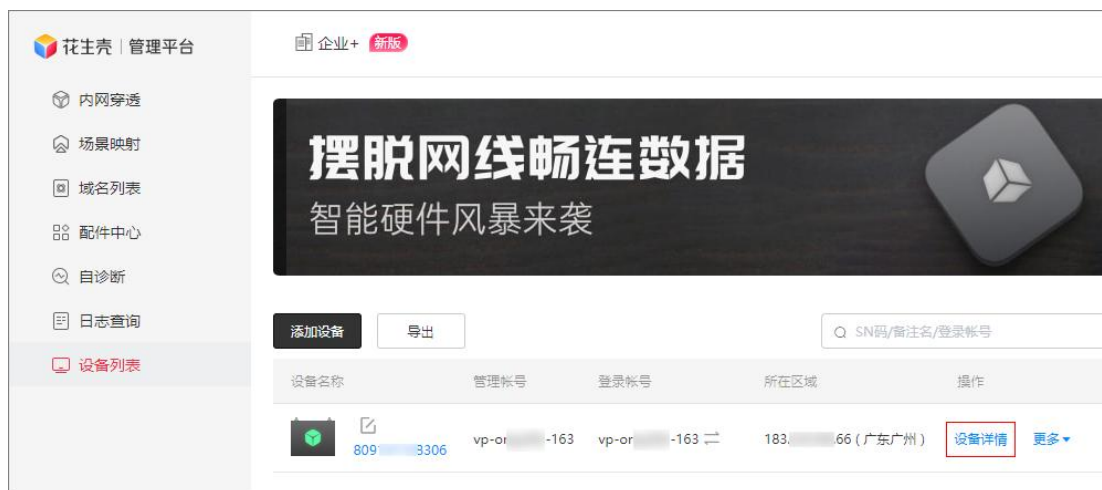 花生壳 管理平台
企业+ 新版
内网穿透
场景映射
域名列表
配件中心
自诊断
日志查询
设备列表
摆脱网线畅连数据
智能硬件风暴来袭
添加设备 导出 SN码/备注名/登录帐号
设备名称 管理帐号 登录帐号 所在区域 操作
809 3306 vp-or -163 vp-or -163 183. .66 ( 广东广州 ) 设备详情 更多